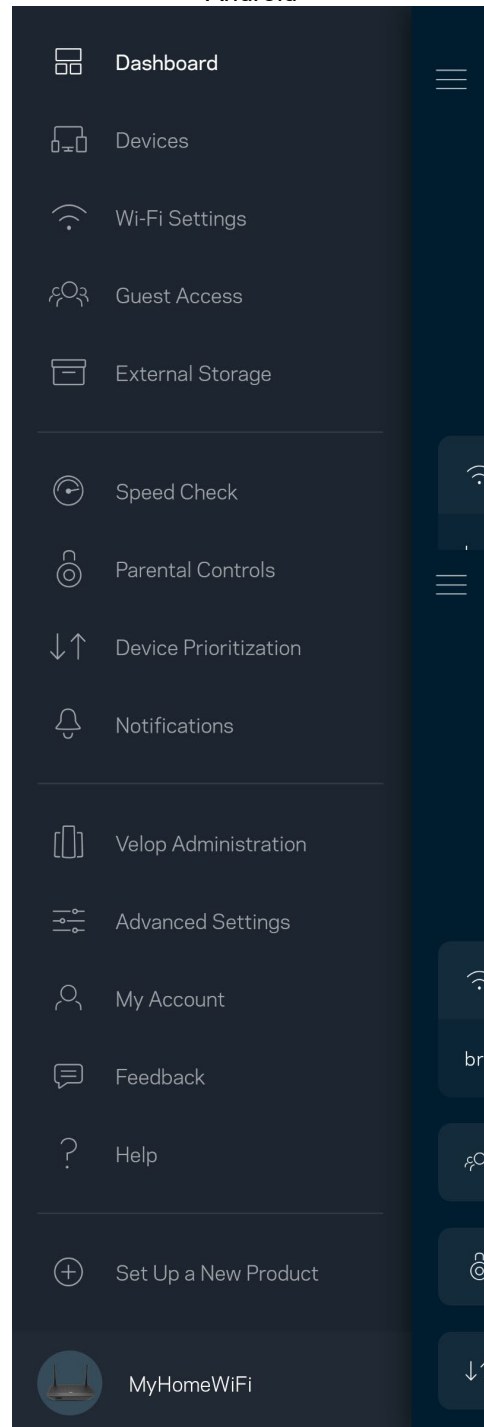 Dashboard
Devices
Wi-Fi Settings
Guest Access
External Storage
Speed Check
Parental Controls
Device Prioritization
Notifications
Velop Administration
Advanced Settings
My Account
Feedback
Help
Set Up a New Product
MyHomeWiFi
br